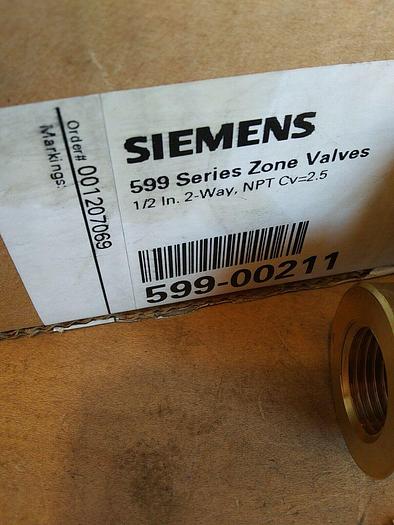 SIEMENS
599 Series Zone Valves
1/2 In. 2-Way, NPT Cv=2.5
599-00211
Order# 001207069
Markings: